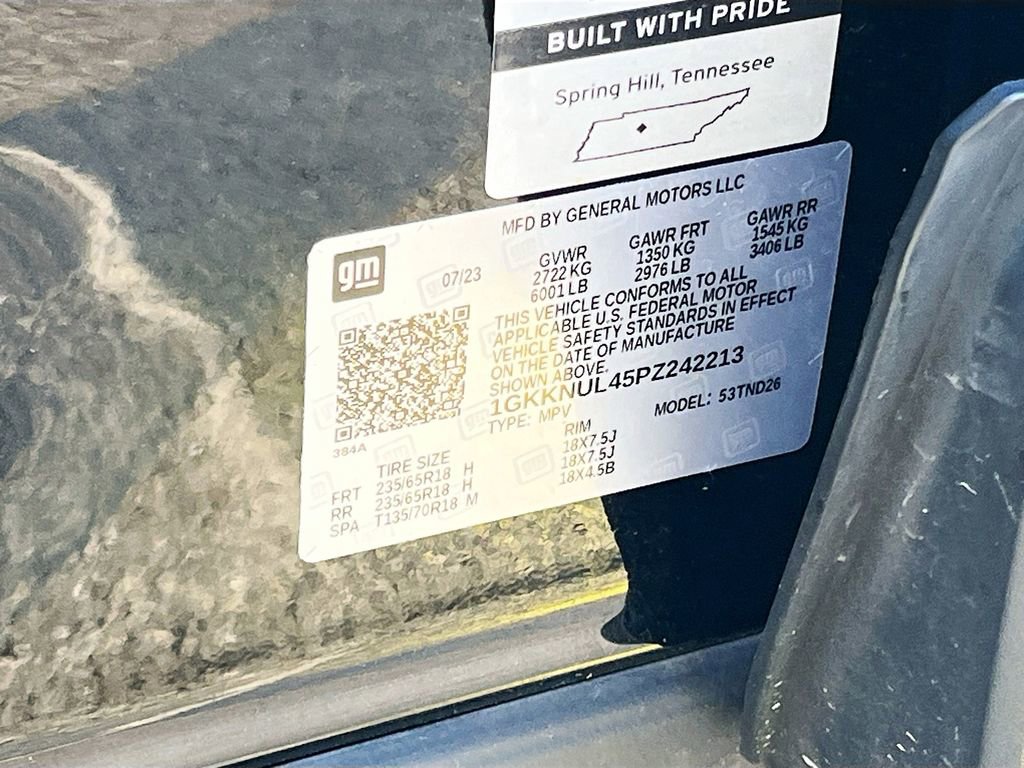 BUILT WITH PRIDE
Spring Hill, Tennessee
MFD BY GENERAL MOTORS LLC
gm
07/23
GVWR
2722 KG
6001 LB
GAWR FRT
1350 KG
2976 LB
GAWR RR
1545 KG
3406 LB
THIS VEHICLE CONFORMS TO ALL
APPLICABLE U.S. FEDERAL MOTOR
VEHICLE SAFETY STANDARDS IN EFFECT
ON THE DATE OF MANUFACTURE
SHOWN ABOVE.
1GKKNUL45PZ242213
TYPE: MPV
MODEL: 53TND26
384A
TIRE SIZE RIM
FRT 235/65R18 H 18X7.5J
RR 235/65R18 H 18X7.5J
SPA T135/70R18 M 18X4.5B